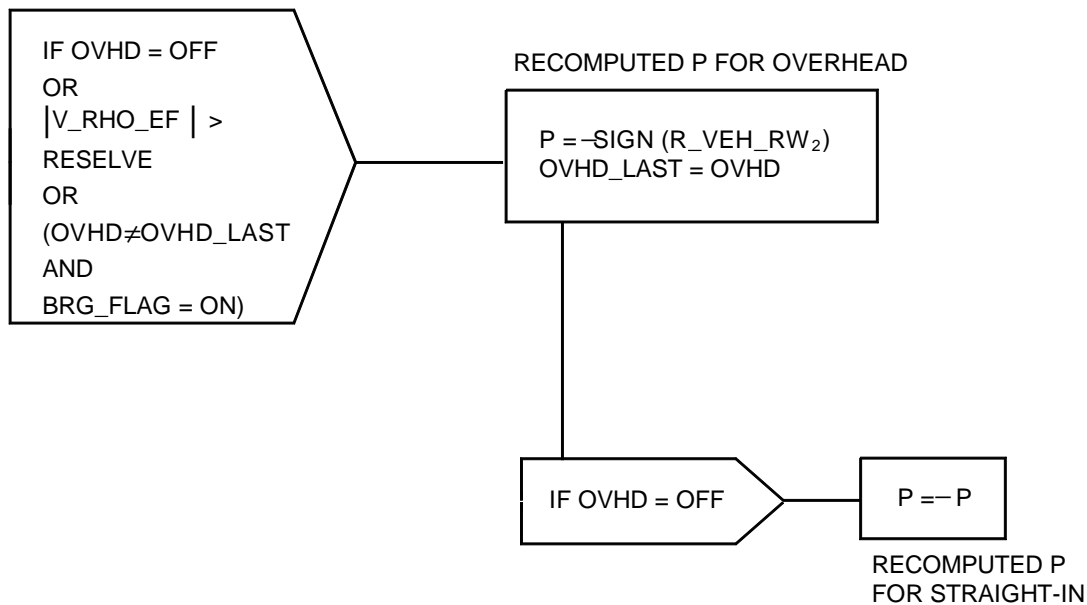 IF OVHD = OFF
OR
|V_RHO_EF | >
RESELVE
OR
(OVHD≠OVHD_LAST
AND
BRG_FLAG = ON)
RECOMPUTED P FOR OVERHEAD
P =–SIGN (R_VEH_RW₂)
OVHD_LAST = OVHD
IF OVHD = OFF
P =– P
RECOMPUTED P
FOR STRAIGHT-IN